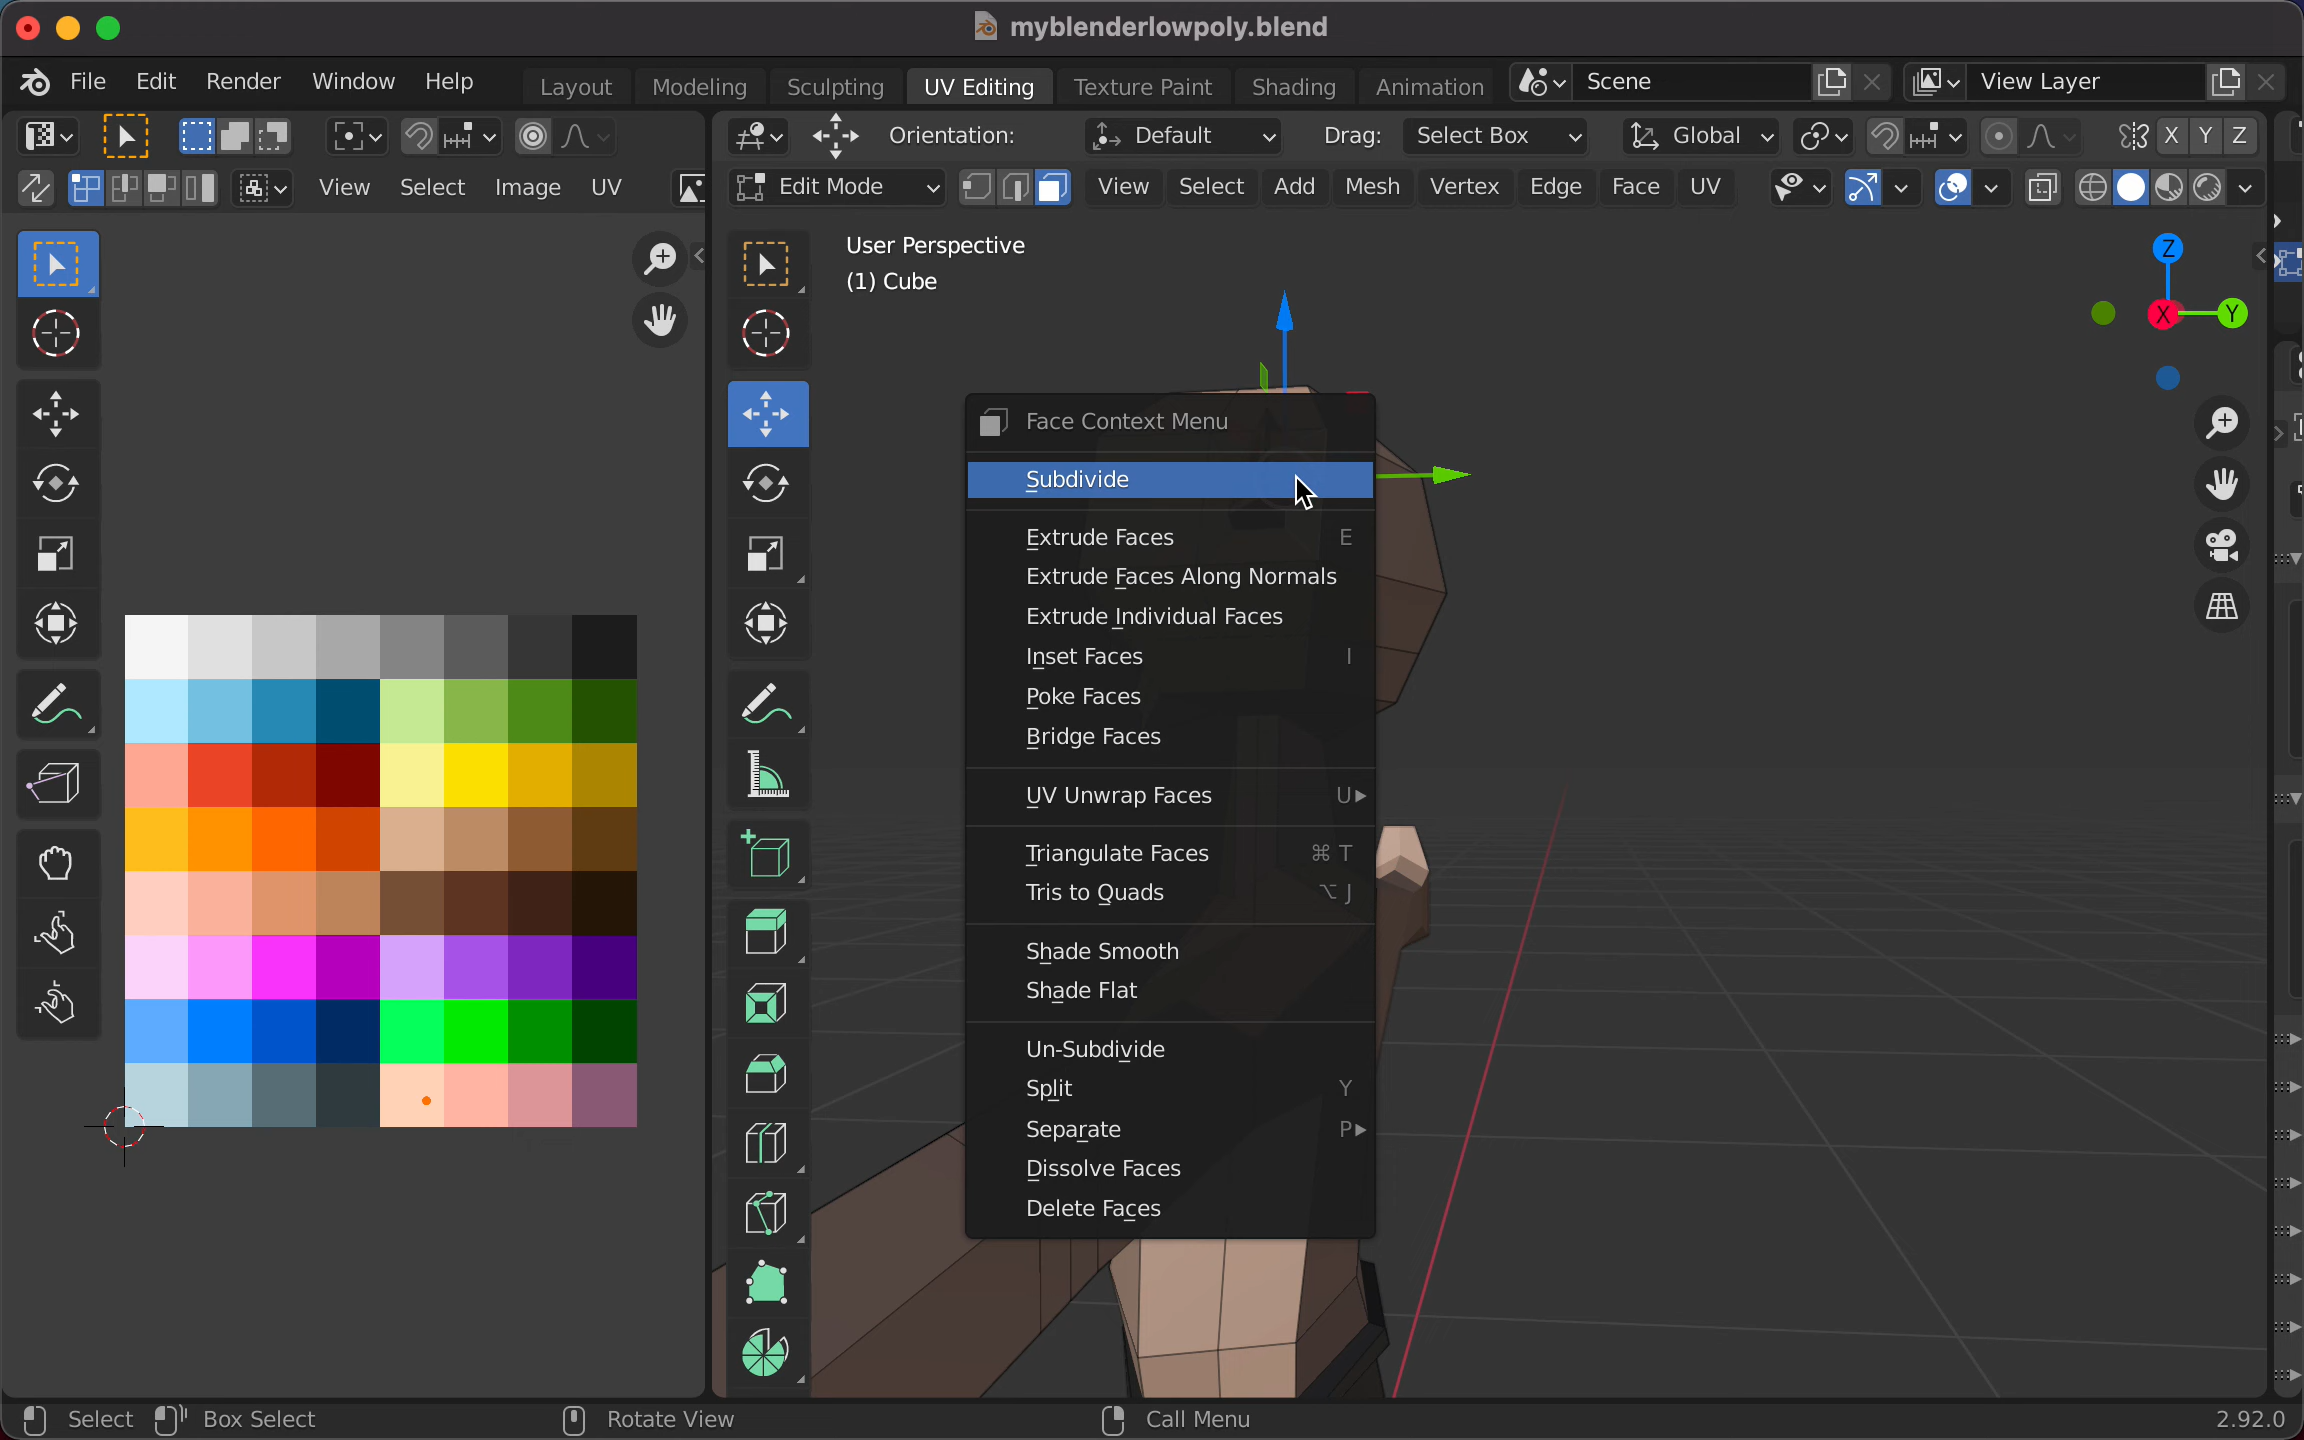 myblenderlowpoly.blend
File Edit Render Window Help Layout Modeling Sculpting UV Editing Texture Paint Shading Animation Scene View Layer
Orientation: Default Drag: Select Box Global X Y Z
View Select Image UV Edit Mode View Select Add Mesh Vertex Edge Face UV
User Perspective
(1) Cube
Z
X Y
Face Context Menu
Subdivide
Extrude Faces E
Extrude Faces Along Normals
Extrude Individual Faces
Inset Faces I
Poke Faces
Bridge Faces
UV Unwrap Faces U
Triangulate Faces ⌘ T
Tris to Quads ⌥ J
Shade Smooth
Shade Flat
Un-Subdivide
Split Y
Separate P
Dissolve Faces
Delete Faces
Select Box Select Rotate View Call Menu 2.92.0